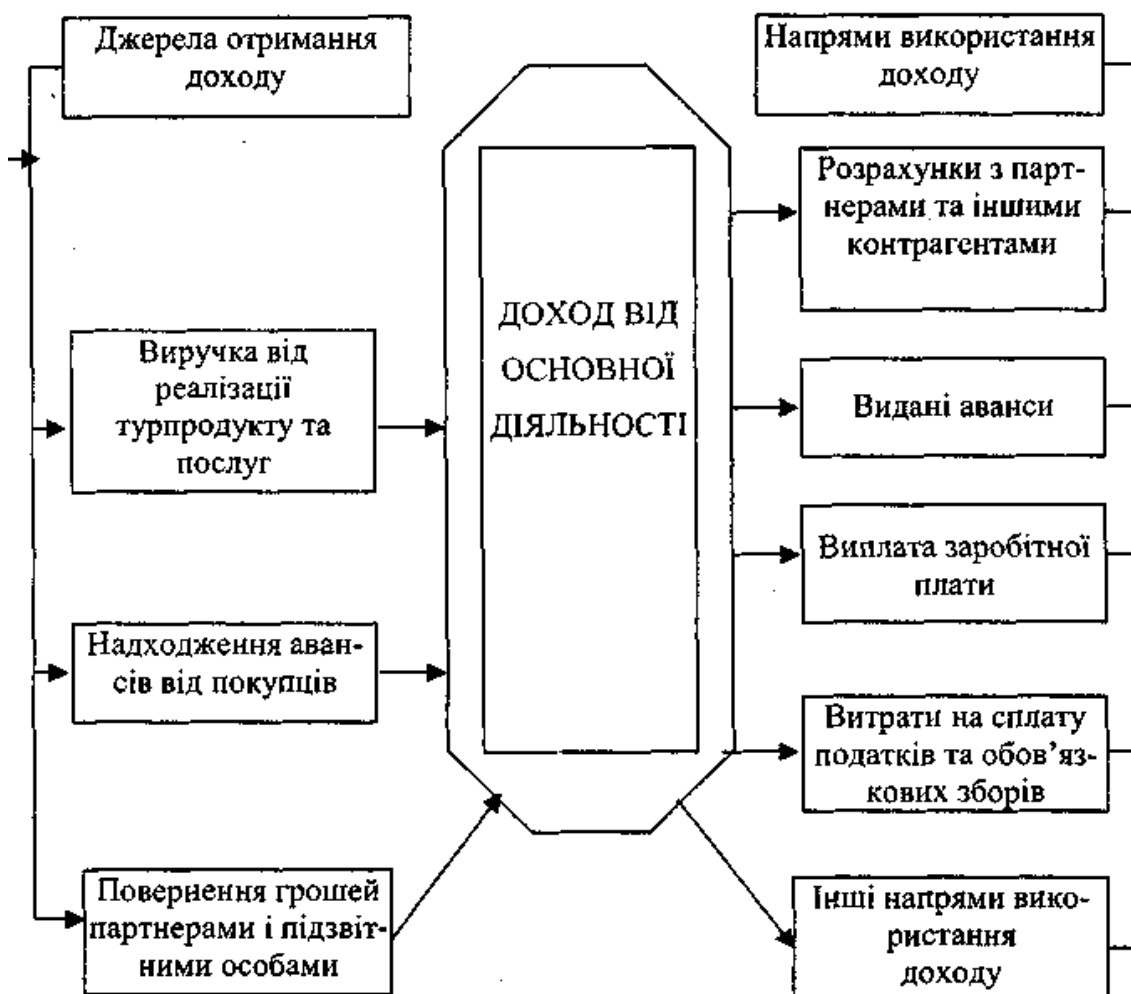 Джерела отримання
доходу
Виручка від
реалізації
турпродукту та
послуг
Надходження аван-
сів від покупців
Повернення грошей
партнерами і підзвіт-
ними особами
ДОХОД ВІД
ОСНОВНОЇ
ДІЯЛЬНОСТІ
Напрями використання
доходу
Розрахунки з парт-
нерами та іншими
контрагентами
Видані аванси
Виплата заробітної
плати
Витрати на сплату
податків та обов’яз-
кових зборів
Інші напрями вико-
ристання
доходу